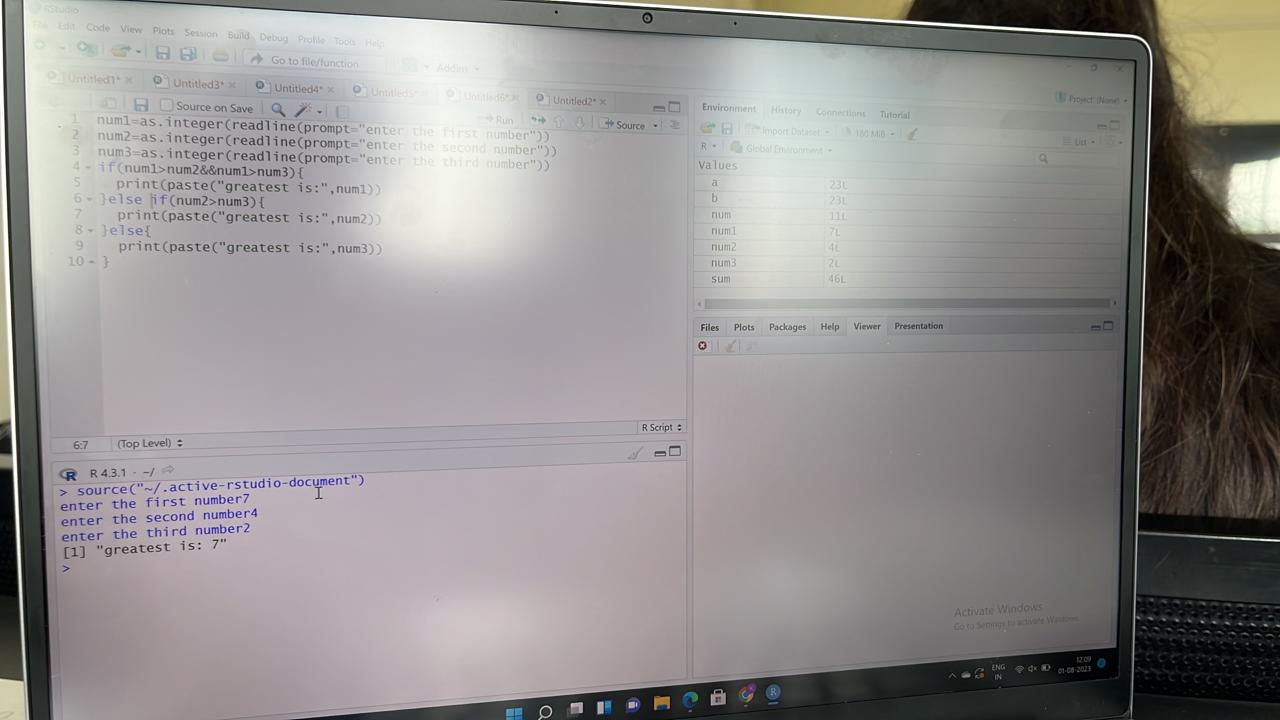 RStudio
File Edit Code View Plots Session Build Debug Profile Tools Help
Go to file/function Addins
Untitled1* Untitled3* Untitled4* Untitled5* Untitled6* Untitled2*
Source on Save Run Source
1 num1=as.integer(readline(prompt="enter the first number"))
2 num2=as.integer(readline(prompt="enter the second number"))
3 num3=as.integer(readline(prompt="enter the third number"))
4 if(num1>num2&&num1>num3){
5 print(paste("greatest is:",num1))
6 }else if(num2>num3){
7 print(paste("greatest is:",num2))
8 }else{
9 print(paste("greatest is:",num3))
10 }
6:7 (Top Level) R Script
R 4.3.1 · ~/
> source("~/.active-rstudio-document")
enter the first number7
enter the second number4
enter the third number2
[1] "greatest is: 7"
>
Project: (None)
Environment History Connections Tutorial
Import Dataset 180 MiB List
R Global Environment
Values
a 23L
b 23L
num 11L
num1 7L
num2 4L
num3 2L
sum 46L
Files Plots Packages Help Viewer Presentation
Activate Windows
Go to Settings to activate Windows.
ENG
IN
12:09
01-08-2023